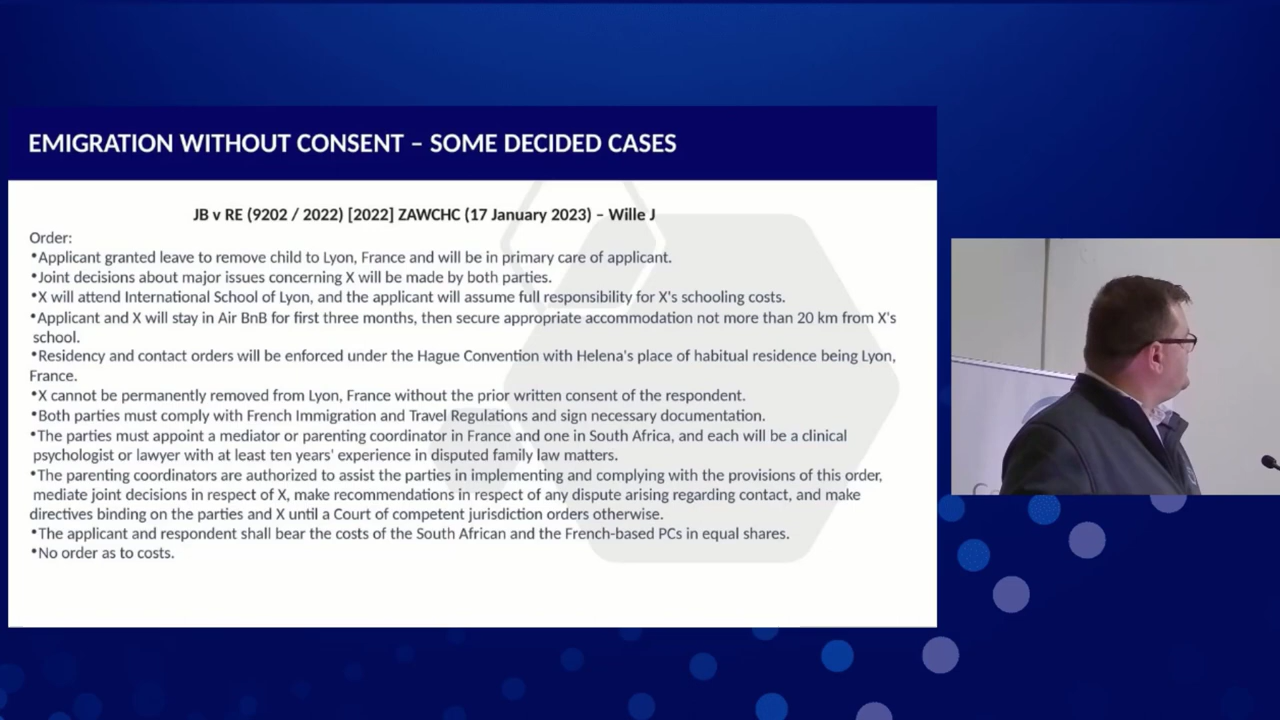 EMIGRATION WITHOUT CONSENT – SOME DECIDED CASES
JB v RE (9202 / 2022) [2022] ZAWCHC (17 January 2023) – Wille J
Order:
•Applicant granted leave to remove child to Lyon, France and will be in primary care of applicant.
•Joint decisions about major issues concerning X will be made by both parties.
•X will attend International School of Lyon, and the applicant will assume full responsibility for X's schooling costs.
•Applicant and X will stay in Air BnB for first three months, then secure appropriate accommodation not more than 20 km from X's
school.
•Residency and contact orders will be enforced under the Hague Convention with Helena's place of habitual residence being Lyon,
France.
•X cannot be permanently removed from Lyon, France without the prior written consent of the respondent.
•Both parties must comply with French Immigration and Travel Regulations and sign necessary documentation.
•The parties must appoint a mediator or parenting coordinator in France and one in South Africa, and each will be a clinical
psychologist or lawyer with at least ten years' experience in disputed family law matters.
•The parenting coordinators are authorized to assist the parties in implementing and complying with the provisions of this order,
mediate joint decisions in respect of X, make recommendations in respect of any dispute arising regarding contact, and make
directives binding on the parties and X until a Court of competent jurisdiction orders otherwise.
•The applicant and respondent shall bear the costs of the South African and the French-based PCs in equal shares.
•No order as to costs.